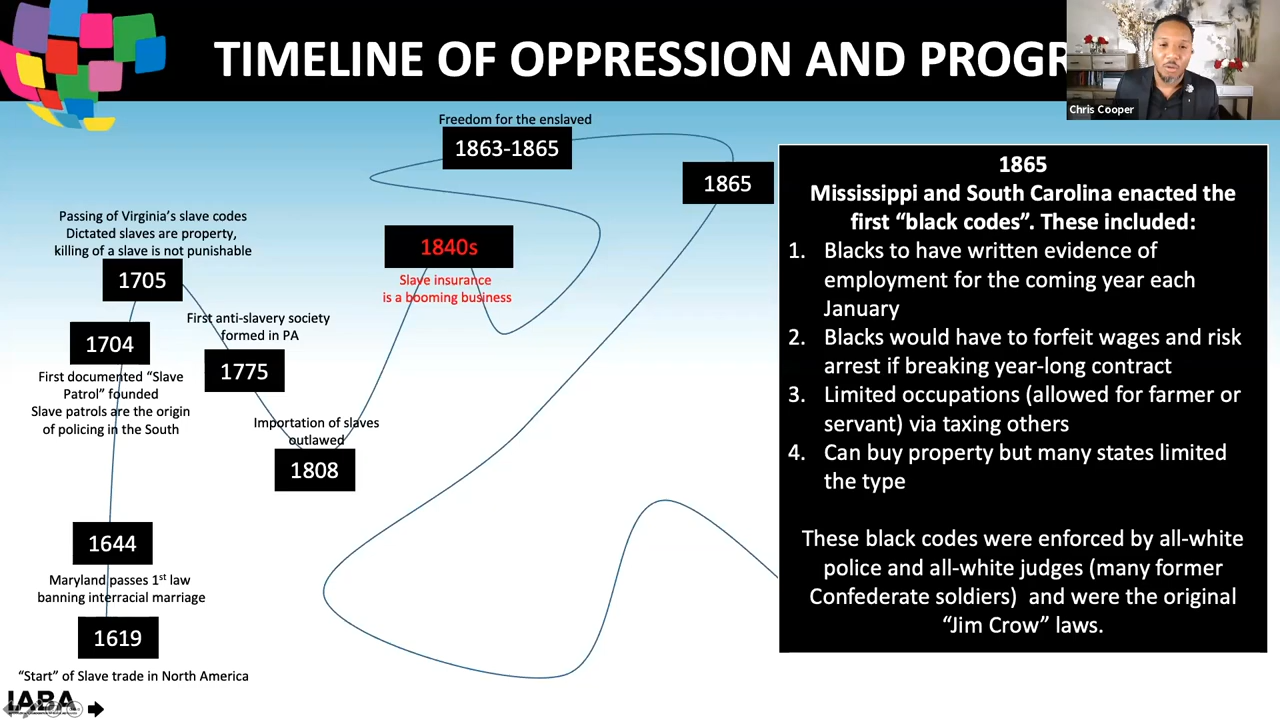 TIMELINE OF OPPRESSION AND PROGR
Chris Cooper
Freedom for the enslaved
1863-1865
1865
Passing of Virginia’s slave codes
Dictated slaves are property,
killing of a slave is not punishable
1705
1840s
Slave insurance
is a booming business
1704
First documented “Slave
Patrol” founded
Slave patrols are the origin
of policing in the South
First anti-slavery society
formed in PA
1775
Importation of slaves
outlawed
1808
1644
Maryland passes 1st law
banning interracial marriage
1619
“Start” of Slave trade in North America
IABA
1865
Mississippi and South Carolina enacted the
first “black codes”. These included:
1. Blacks to have written evidence of
employment for the coming year each
January
2. Blacks would have to forfeit wages and risk
arrest if breaking year-long contract
3. Limited occupations (allowed for farmer or
servant) via taxing others
4. Can buy property but many states limited
the type
These black codes were enforced by all-white
police and all-white judges (many former
Confederate soldiers) and were the original
“Jim Crow” laws.